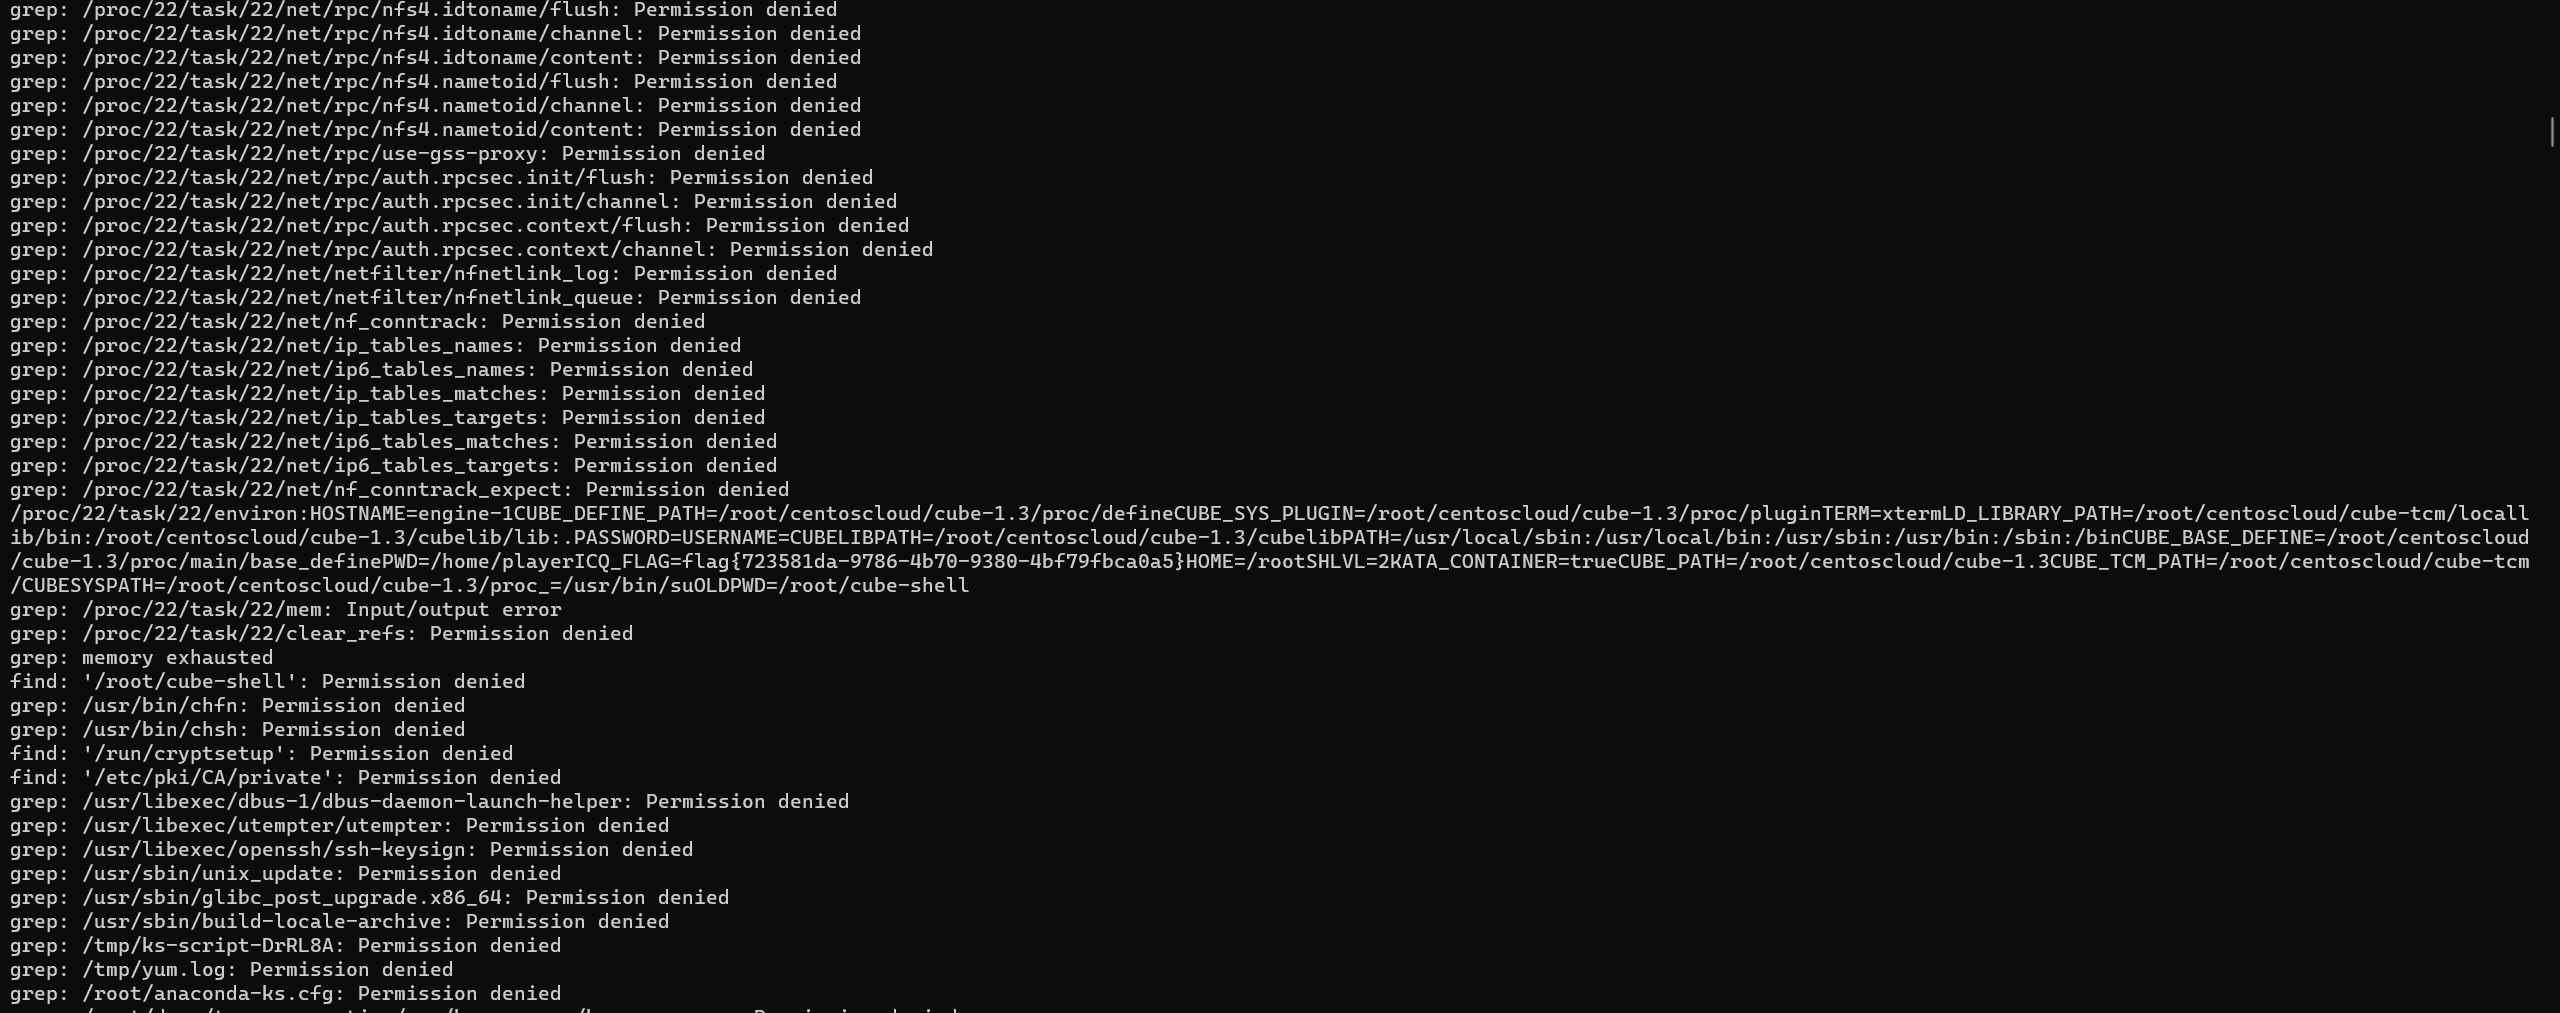 grep: /proc/22/task/22/net/rpc/nfs4.idtoname/flush: Permission denied
grep: /proc/22/task/22/net/rpc/nfs4.idtoname/channel: Permission denied
grep: /proc/22/task/22/net/rpc/nfs4.idtoname/content: Permission denied
grep: /proc/22/task/22/net/rpc/nfs4.nametoid/flush: Permission denied
grep: /proc/22/task/22/net/rpc/nfs4.nametoid/channel: Permission denied
grep: /proc/22/task/22/net/rpc/nfs4.nametoid/content: Permission denied
grep: /proc/22/task/22/net/rpc/use-gss-proxy: Permission denied
grep: /proc/22/task/22/net/rpc/auth.rpcsec.init/flush: Permission denied
grep: /proc/22/task/22/net/rpc/auth.rpcsec.init/channel: Permission denied
grep: /proc/22/task/22/net/rpc/auth.rpcsec.context/flush: Permission denied
grep: /proc/22/task/22/net/rpc/auth.rpcsec.context/channel: Permission denied
grep: /proc/22/task/22/net/netfilter/nfnetlink_log: Permission denied
grep: /proc/22/task/22/net/netfilter/nfnetlink_queue: Permission denied
grep: /proc/22/task/22/net/nf_conntrack: Permission denied
grep: /proc/22/task/22/net/ip_tables_names: Permission denied
grep: /proc/22/task/22/net/ip6_tables_names: Permission denied
grep: /proc/22/task/22/net/ip_tables_matches: Permission denied
grep: /proc/22/task/22/net/ip_tables_targets: Permission denied
grep: /proc/22/task/22/net/ip6_tables_matches: Permission denied
grep: /proc/22/task/22/net/ip6_tables_targets: Permission denied
grep: /proc/22/task/22/net/nf_conntrack_expect: Permission denied
/proc/22/task/22/environ:HOSTNAME=engine-1CUBE_DEFINE_PATH=/root/centoscloud/cube-1.3/proc/defineCUBE_SYS_PLUGIN=/root/centoscloud/cube-1.3/proc/pluginTERM=xtermLD_LIBRARY_PATH=/root/centoscloud/cube-tcm/locall
ib/bin:/root/centoscloud/cube-1.3/cubelib/lib:.PASSWORD=USERNAME=CUBELIBPATH=/root/centoscloud/cube-1.3/cubelibPATH=/usr/local/sbin:/usr/local/bin:/usr/sbin:/usr/bin:/sbin:/binCUBE_BASE_DEFINE=/root/centoscloud
/cube-1.3/proc/main/base_definePWD=/home/playerICQ_FLAG=flag{723581da-9786-4b70-9380-4bf79fbca0a5}HOME=/rootSHLVL=2KATA_CONTAINER=trueCUBE_PATH=/root/centoscloud/cube-1.3CUBE_TCM_PATH=/root/centoscloud/cube-tcm
/CUBESYSPATH=/root/centoscloud/cube-1.3/proc_=/usr/bin/suOLDPWD=/root/cube-shell
grep: /proc/22/task/22/mem: Input/output error
grep: /proc/22/task/22/clear_refs: Permission denied
grep: memory exhausted
find: '/root/cube-shell': Permission denied
grep: /usr/bin/chfn: Permission denied
grep: /usr/bin/chsh: Permission denied
find: '/run/cryptsetup': Permission denied
find: '/etc/pki/CA/private': Permission denied
grep: /usr/libexec/dbus-1/dbus-daemon-launch-helper: Permission denied
grep: /usr/libexec/utempter/utempter: Permission denied
grep: /usr/libexec/openssh/ssh-keysign: Permission denied
grep: /usr/sbin/unix_update: Permission denied
grep: /usr/sbin/glibc_post_upgrade.x86_64: Permission denied
grep: /usr/sbin/build-locale-archive: Permission denied
grep: /tmp/ks-script-DrRL8A: Permission denied
grep: /tmp/yum.log: Permission denied
grep: /root/anaconda-ks.cfg: Permission denied